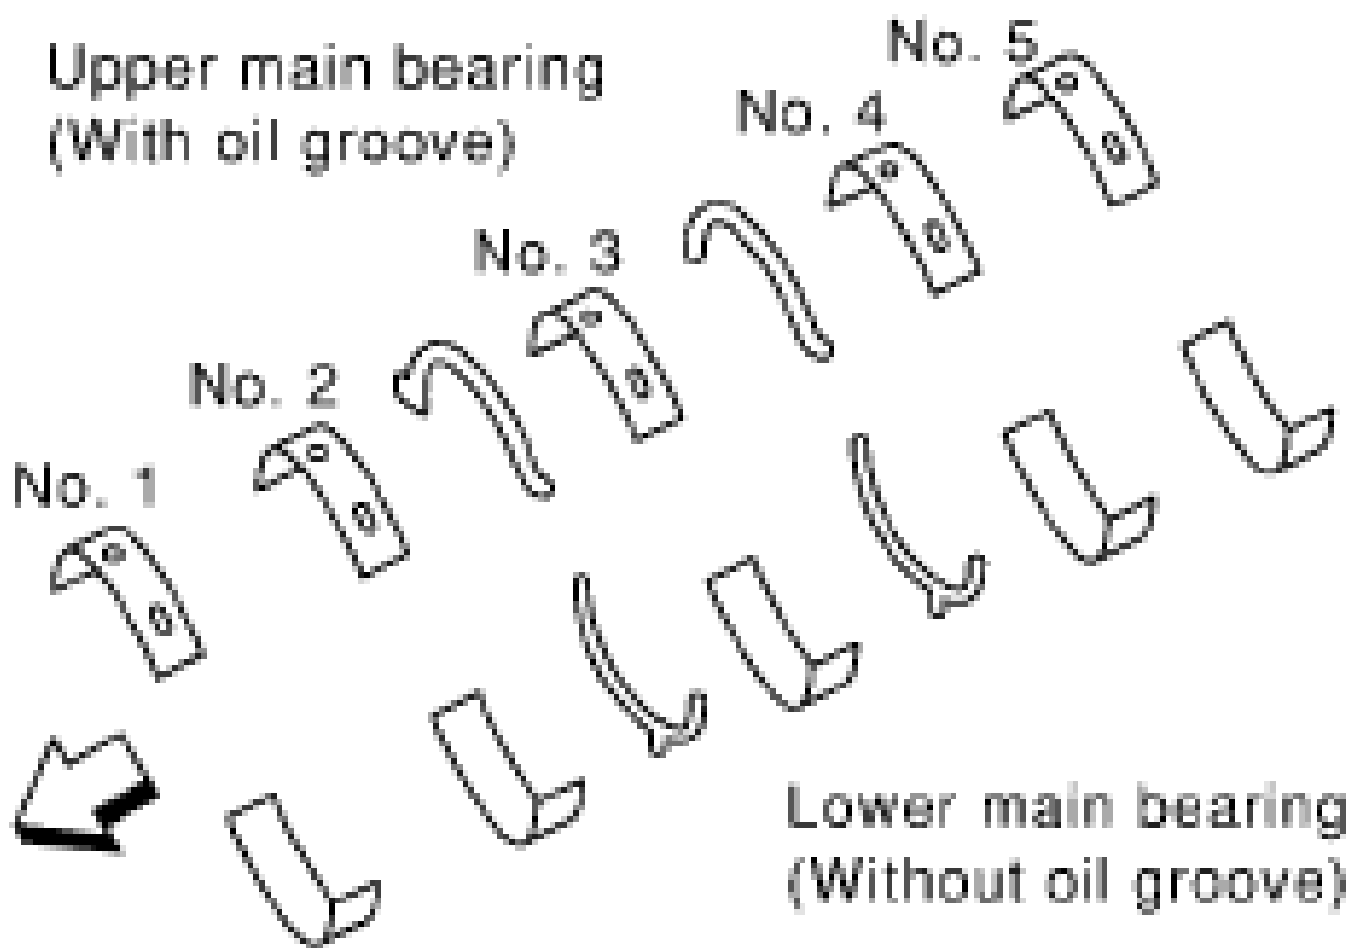 Upper main bearing
(With oil groove)
No. 5
No. 4
No. 3
No. 2
No. 1
Lower main bearing
(Without oil groove)